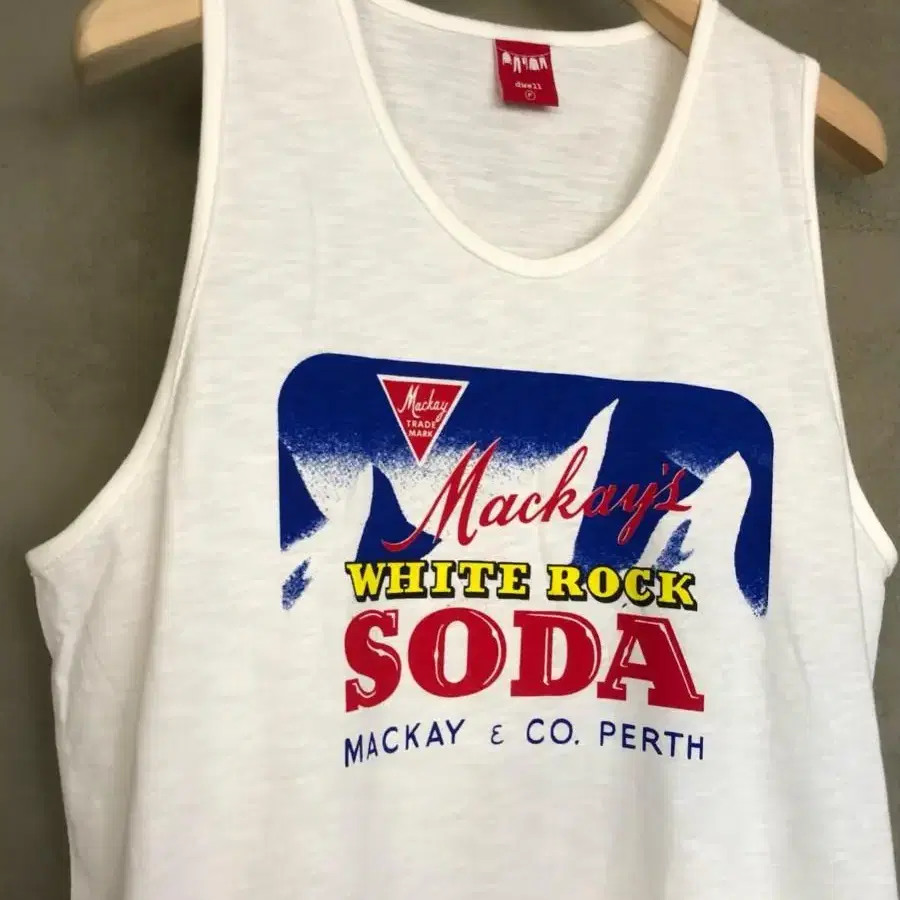 dwell
F
Mackay
TRADE
MARK
Mackay's
WHITE ROCK
SODA
MACKAY & CO. PERTH